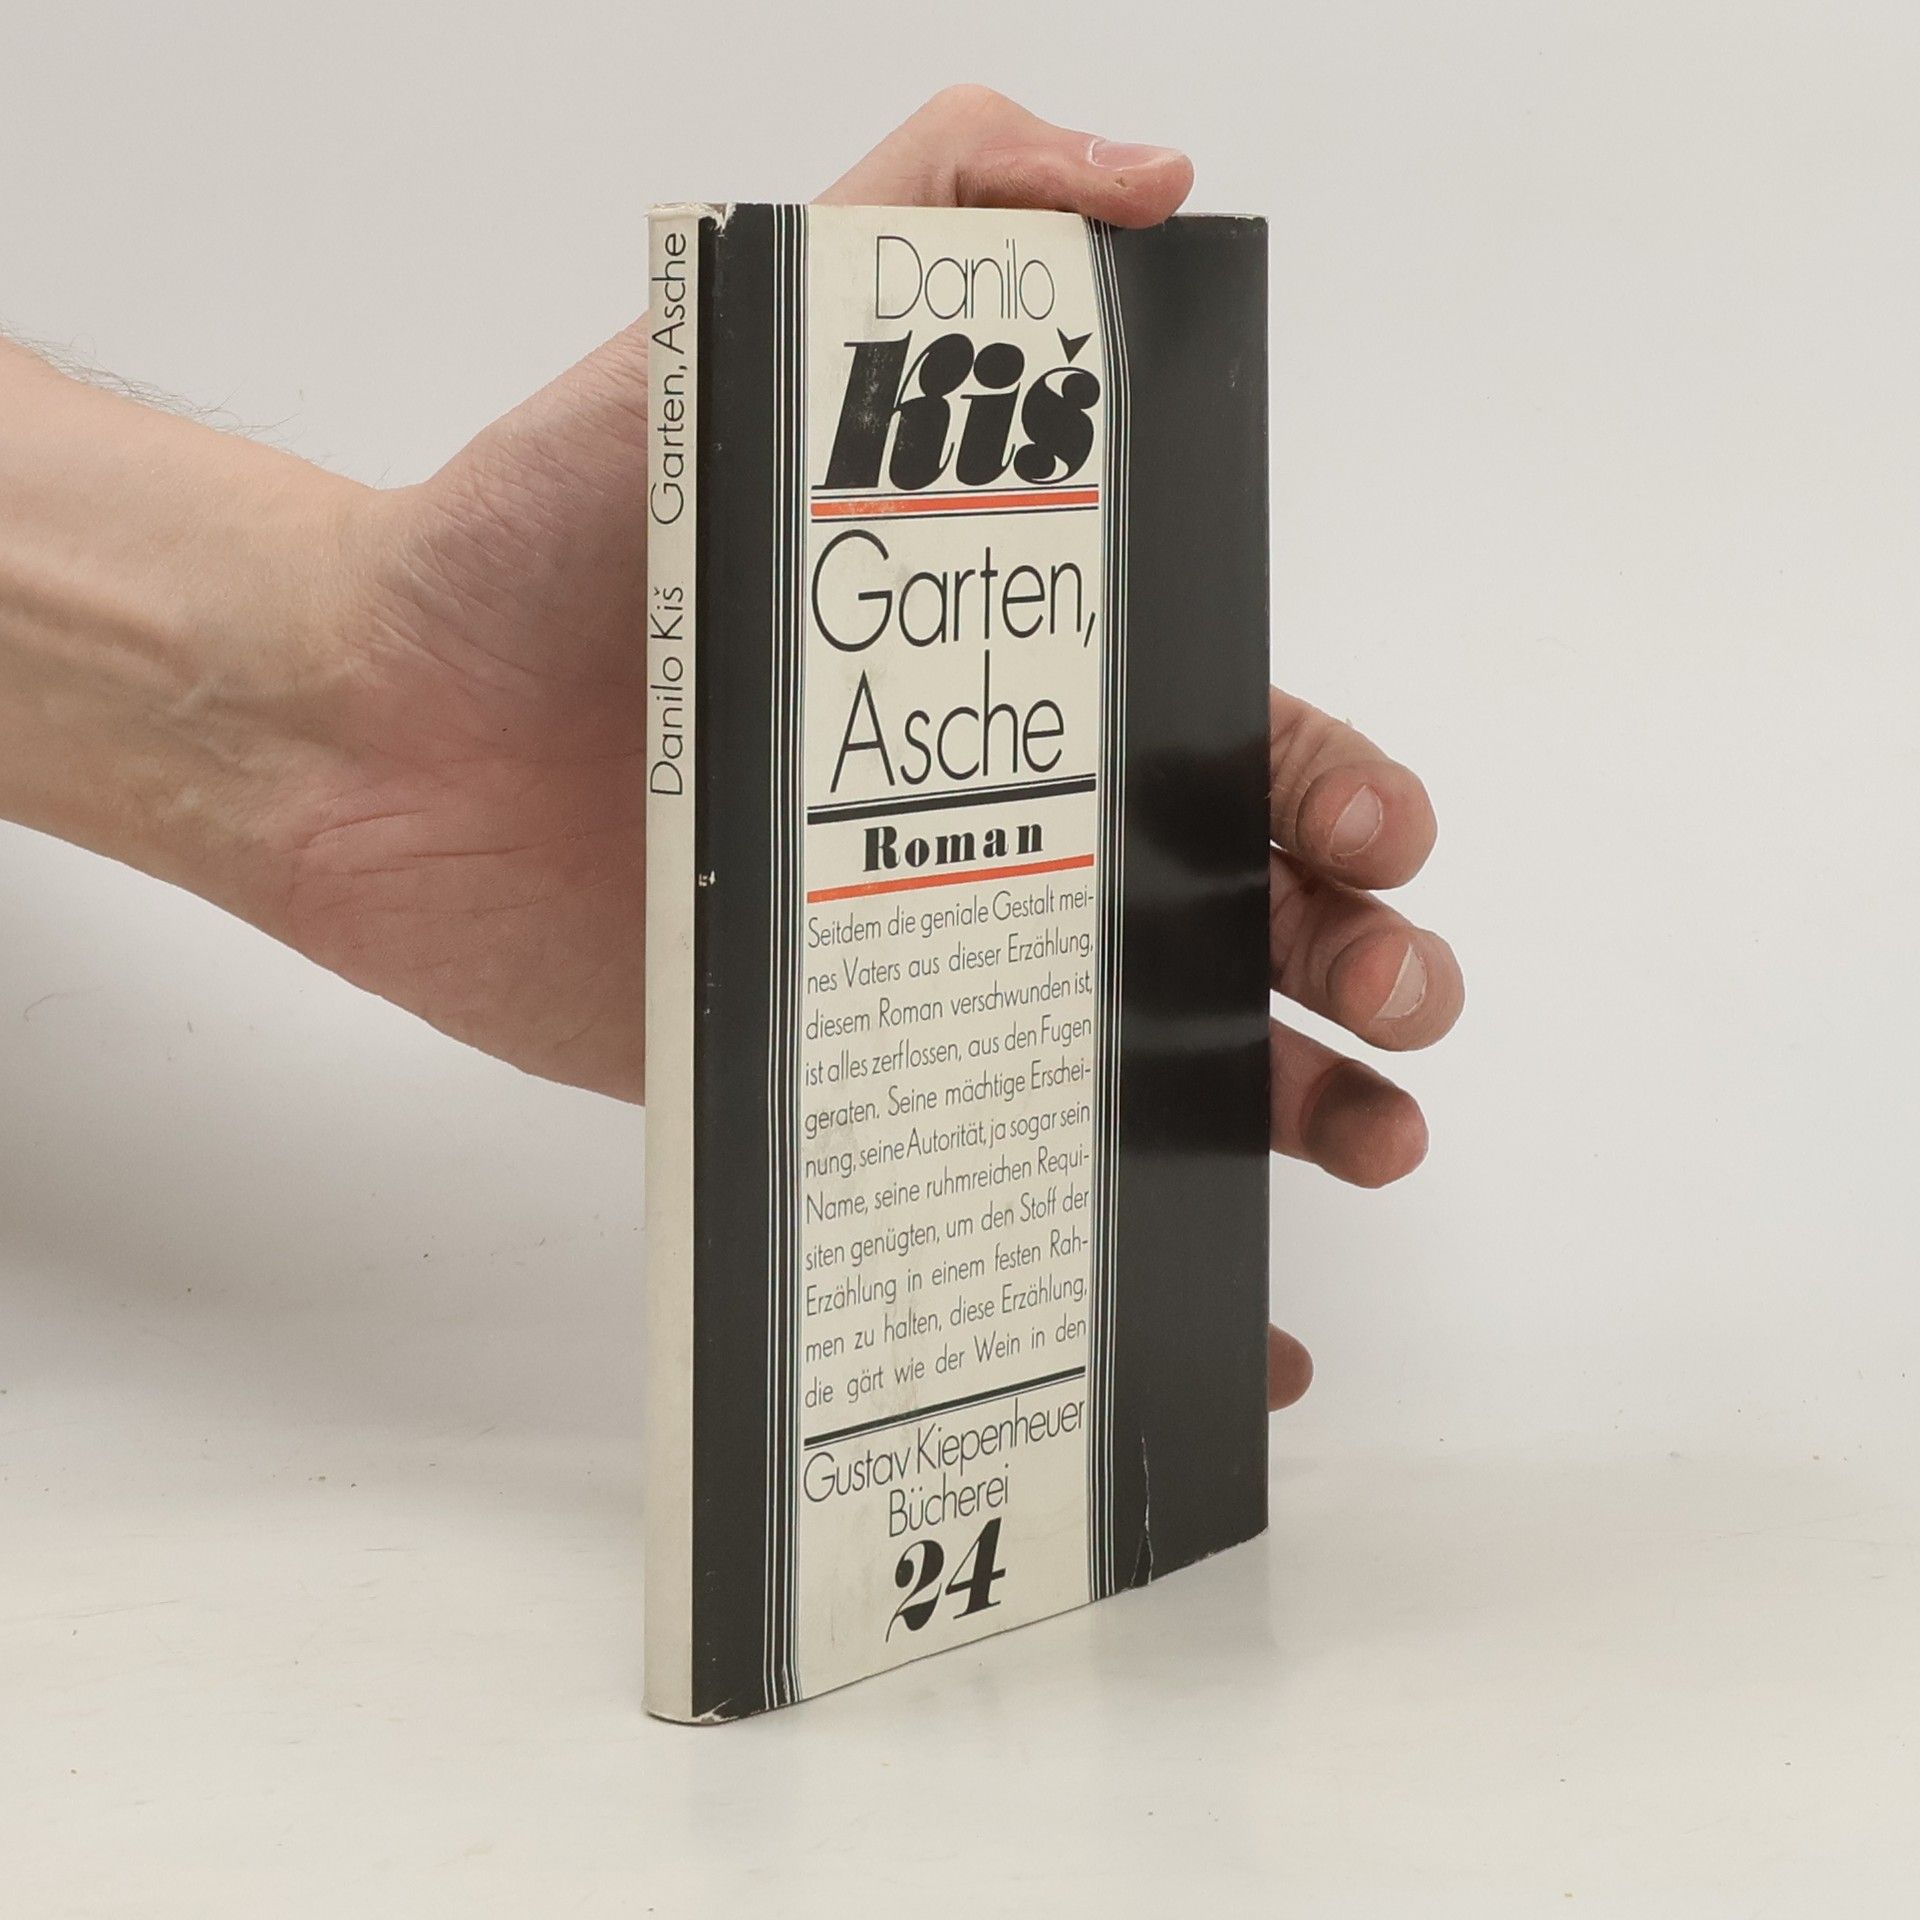 Danilo Kiš Garten, Asche
Danilo
Kiš
Garten,
Asche
Roman
Seitdem die geniale Gestalt mei-
nes Vaters aus dieser Erzählung,
diesem Roman verschwunden ist,
ist alles zerflossen, aus den Fugen
geraten. Seine mächtige Erschei-
nung, seine Autorität, ja sogar sein
Name, seine ruhmreichen Requi-
siten genügten, um den Stoff der
Erzählung in einem festen Rah-
men zu halten, diese Erzählung,
die gärt wie der Wein in den
Gustav Kiepenheuer
Bücherei
24